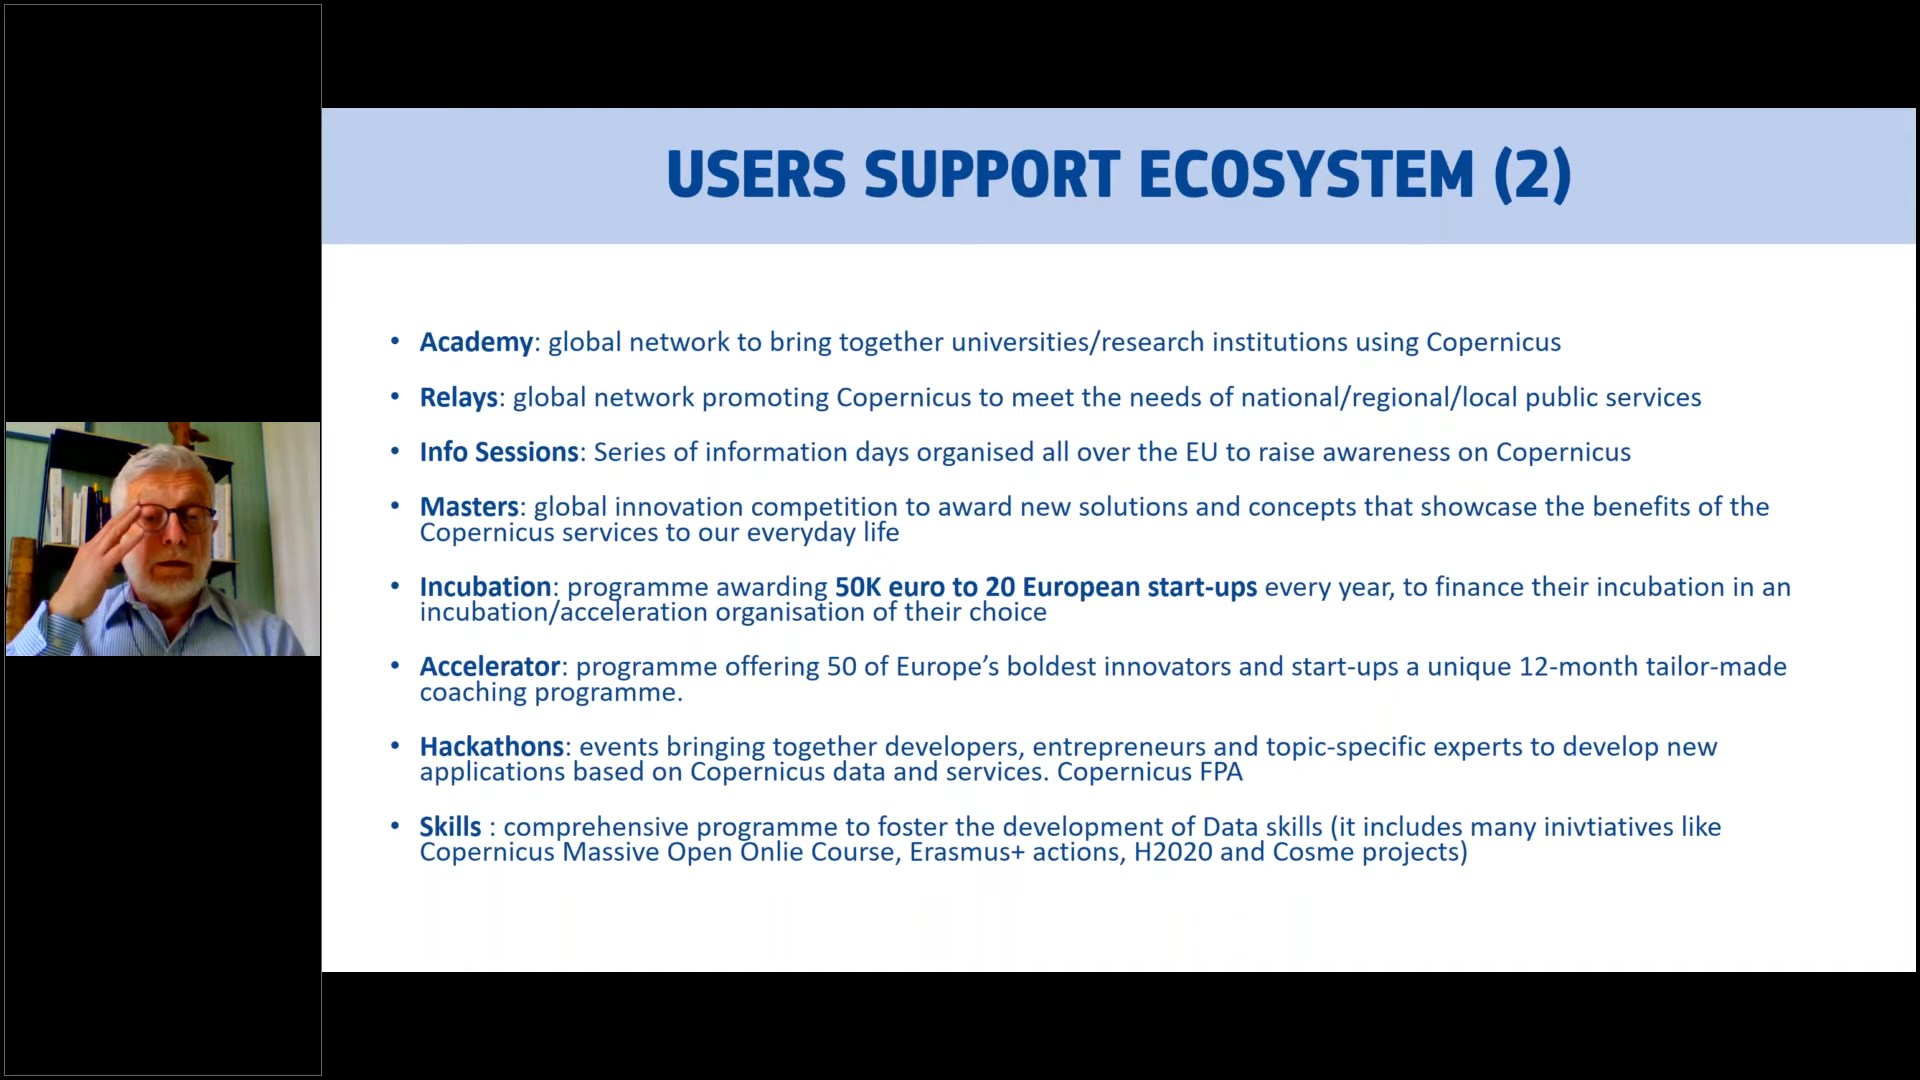 USERS SUPPORT ECOSYSTEM (2)
• Academy: global network to bring together universities/research institutions using Copernicus
• Relays: global network promoting Copernicus to meet the needs of national/regional/local public services
• Info Sessions: Series of information days organised all over the EU to raise awareness on Copernicus
• Masters: global innovation competition to award new solutions and concepts that showcase the benefits of the
Copernicus services to our everyday life
• Incubation: programme awarding 50K euro to 20 European start-ups every year, to finance their incubation in an
incubation/acceleration organisation of their choice
• Accelerator: programme offering 50 of Europe’s boldest innovators and start-ups a unique 12-month tailor-made
coaching programme.
• Hackathons: events bringing together developers, entrepreneurs and topic-specific experts to develop new
applications based on Copernicus data and services. Copernicus FPA
• Skills : comprehensive programme to foster the development of Data skills (it includes many inivtiatives like
Copernicus Massive Open Onlie Course, Erasmus+ actions, H2020 and Cosme projects)